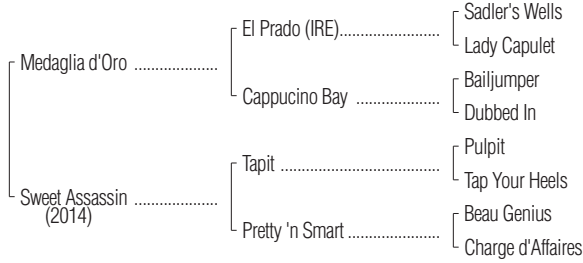 Sadler's Wells
El Prado (IRE)
Lady Capulet
Medaglia d'Oro
Bailjumper
Cappucino Bay
Dubbed In
Pulpit
Tapit
Tap Your Heels
Sweet Assassin
(2014)
Beau Genius
Pretty 'n Smart
Charge d'Affaires